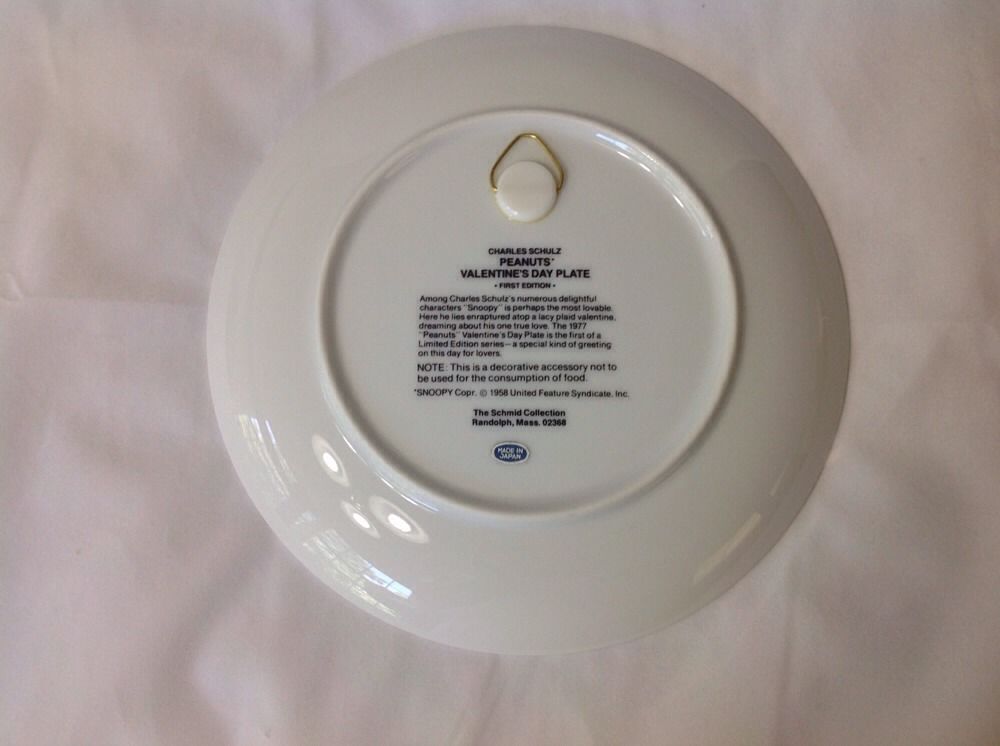 CHARLES SCHULZ
PEANUTS*
VALENTINE'S DAY PLATE
• FIRST EDITION •
Among Charles Schulz's numerous delightful
characters "Snoopy" is perhaps the most lovable.
Here he lies enraptured atop a lacy plaid valentine,
dreaming about his one true love. The 1977
"Peanuts" Valentine's Day Plate is the first of a
Limited Edition series—a special kind of greeting
on this day for lovers.
NOTE: This is a decorative accessory not to
be used for the consumption of food.
*SNOOPY Copr. © 1958 United Feature Syndicate, Inc.
The Schmid Collection
Randolph, Mass. 02368
MADE IN
JAPAN